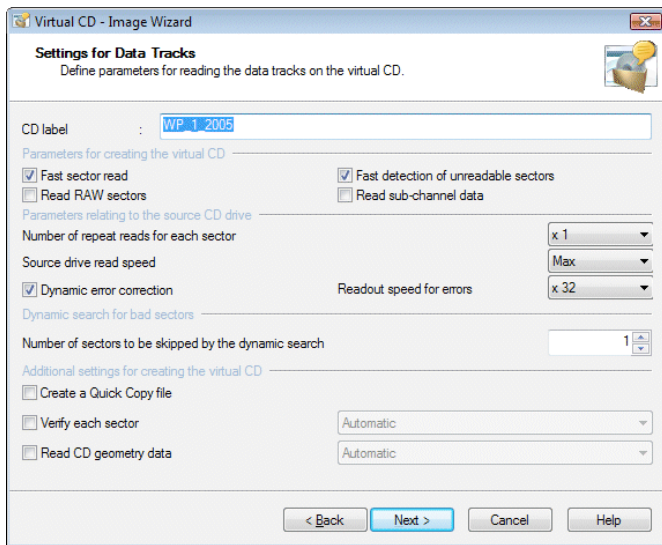 Virtual CD - Image Wizard
Settings for Data Tracks
Define parameters for reading the data tracks on the virtual CD.
CD label : WP_1_2005
Parameters for creating the virtual CD
Fast sector read Fast detection of unreadable sectors
Read RAW sectors Read sub-channel data
Parameters relating to the source CD drive
Number of repeat reads for each sector x 1
Source drive read speed Max
Dynamic error correction Readout speed for errors x 32
Dynamic search for bad sectors
Number of sectors to be skipped by the dynamic search 1
Additional settings for creating the virtual CD
Create a Quick Copy file
Verify each sector Automatic
Read CD geometry data Automatic
< Back Next > Cancel Help